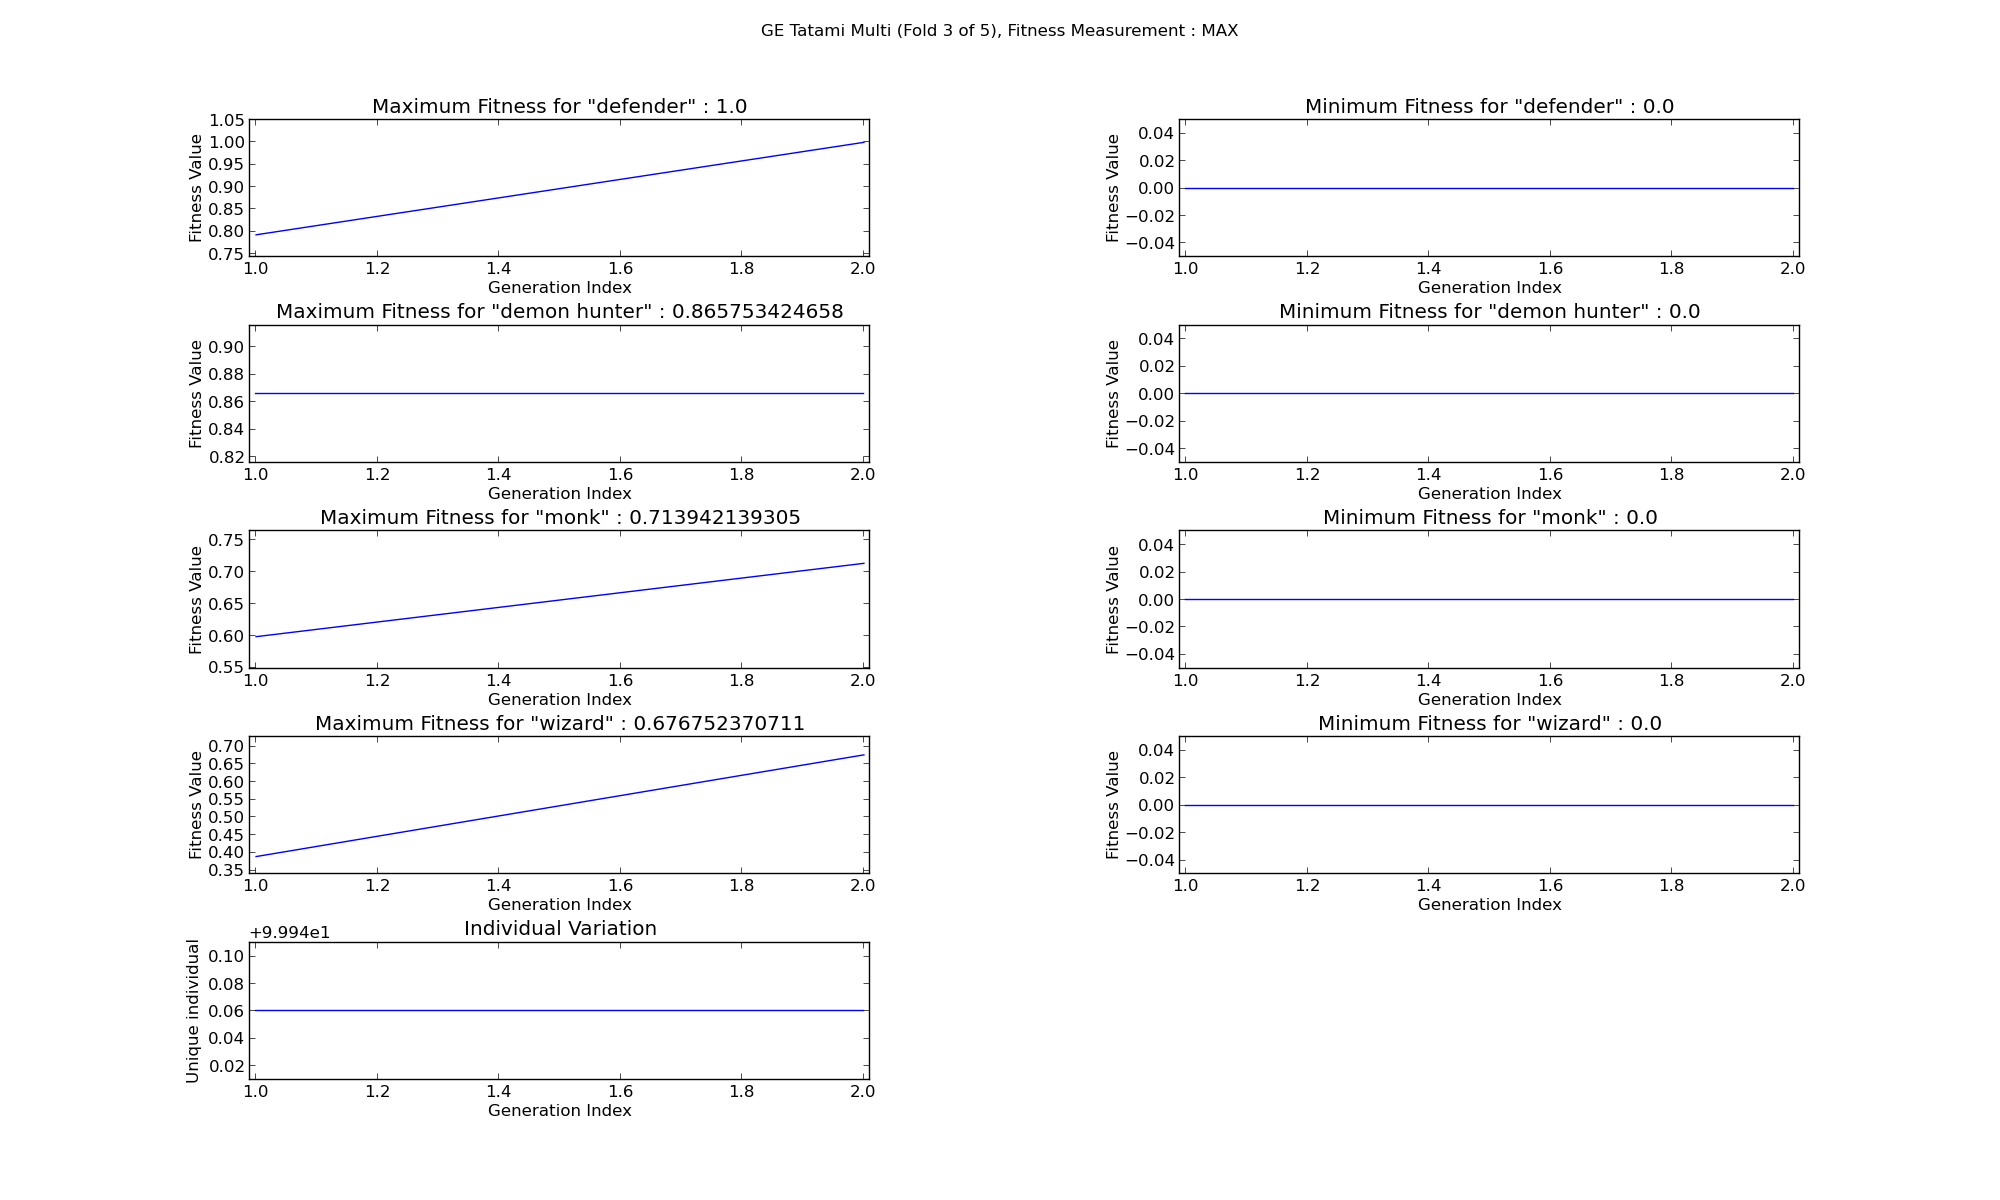 GE Tatami Multi (Fold 3 of 5), Fitness Measurement : MAX
Maximum Fitness for "defender" : 1.0
Fitness Value
1.05
1.00
0.95
0.90
0.85
0.80
0.75
1.0 1.2 1.4 1.6 1.8 2.0
Generation Index
Minimum Fitness for "defender" : 0.0
Fitness Value
0.04
0.02
0.00
−0.02
−0.04
1.0 1.2 1.4 1.6 1.8 2.0
Generation Index
Maximum Fitness for "demon hunter" : 0.865753424658
Fitness Value
0.90
0.88
0.86
0.84
0.82
1.0 1.2 1.4 1.6 1.8 2.0
Generation Index
Minimum Fitness for "demon hunter" : 0.0
Fitness Value
0.04
0.02
0.00
−0.02
−0.04
1.0 1.2 1.4 1.6 1.8 2.0
Generation Index
Maximum Fitness for "monk" : 0.713942139305
Fitness Value
0.75
0.70
0.65
0.60
0.55
1.0 1.2 1.4 1.6 1.8 2.0
Generation Index
Minimum Fitness for "monk" : 0.0
Fitness Value
0.04
0.02
0.00
−0.02
−0.04
1.0 1.2 1.4 1.6 1.8 2.0
Generation Index
Maximum Fitness for "wizard" : 0.676752370711
Fitness Value
0.70
0.65
0.60
0.55
0.50
0.45
0.40
0.35
1.0 1.2 1.4 1.6 1.8 2.0
Generation Index
Minimum Fitness for "wizard" : 0.0
Fitness Value
0.04
0.02
0.00
−0.02
−0.04
1.0 1.2 1.4 1.6 1.8 2.0
Generation Index
Individual Variation
+9.994e1
Unique individual
0.10
0.08
0.06
0.04
0.02
1.0 1.2 1.4 1.6 1.8 2.0
Generation Index